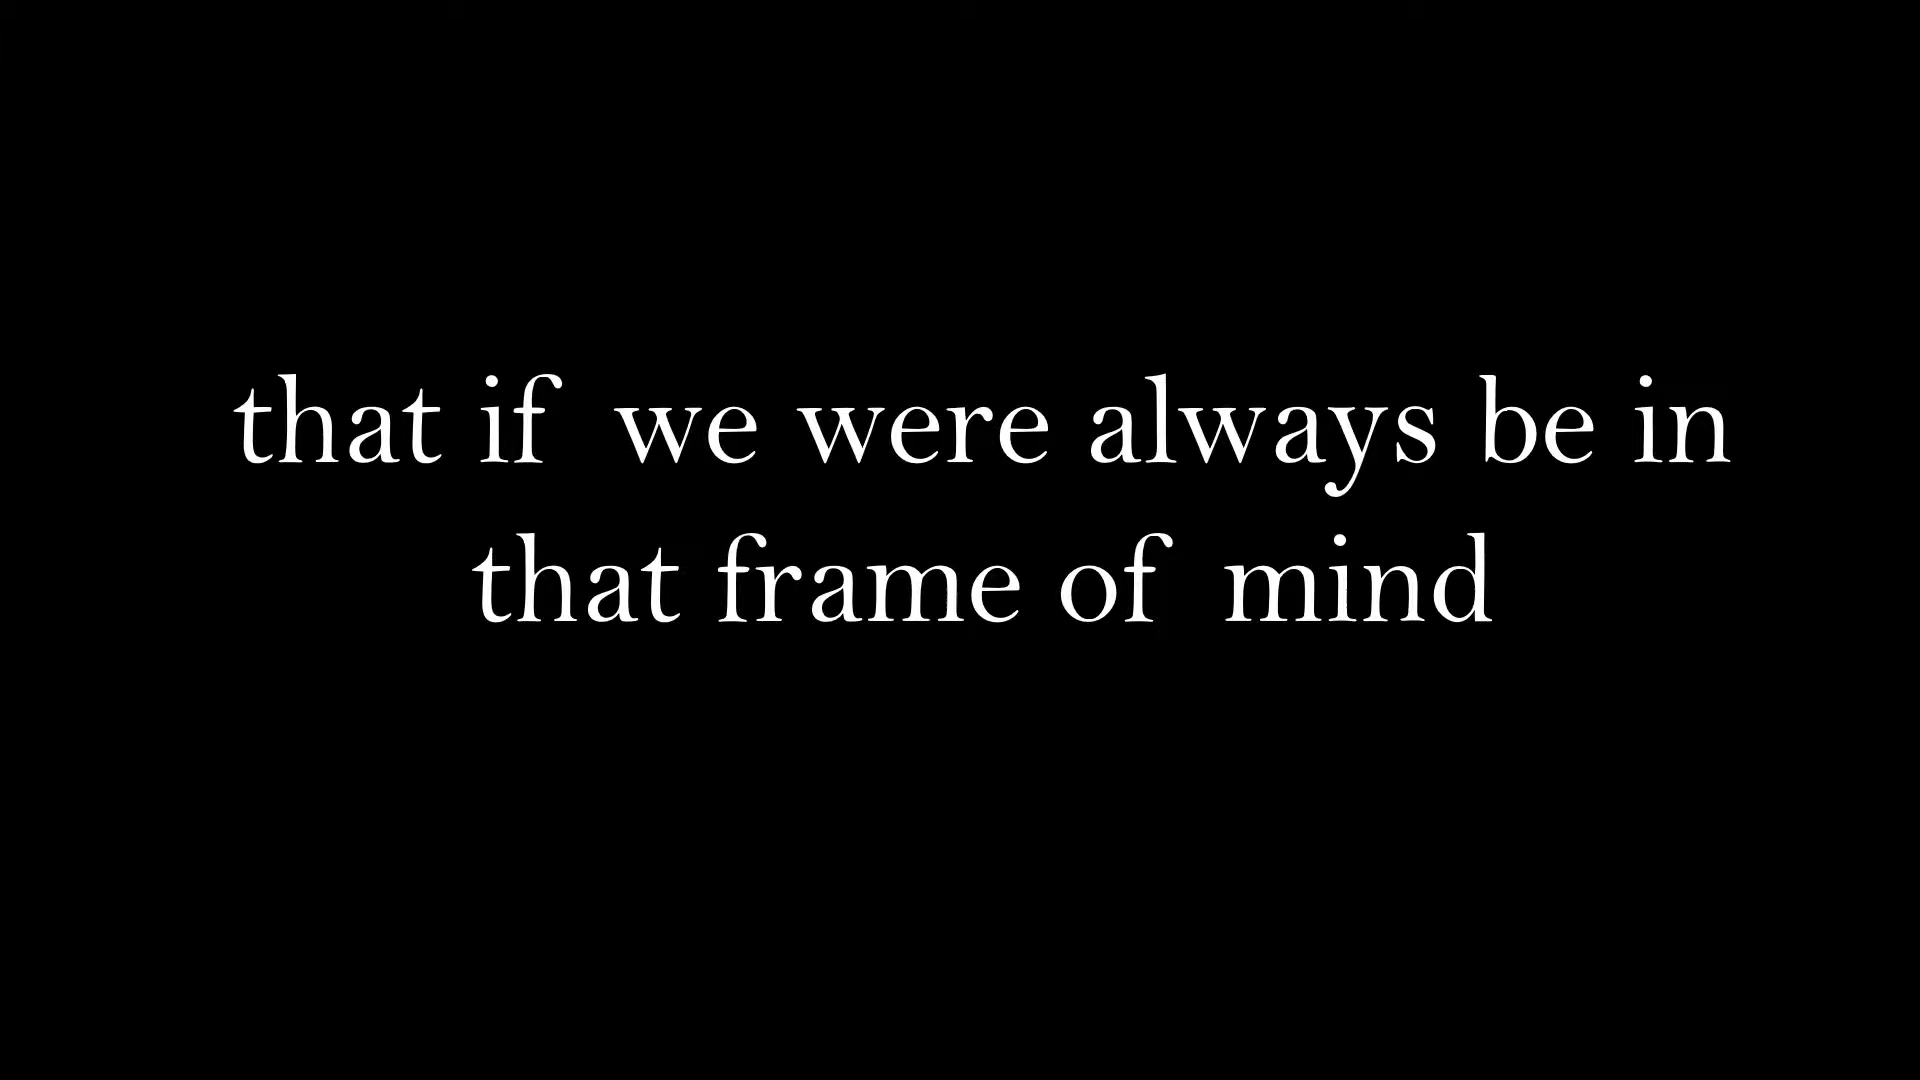 that if we were always be in
that frame of mind